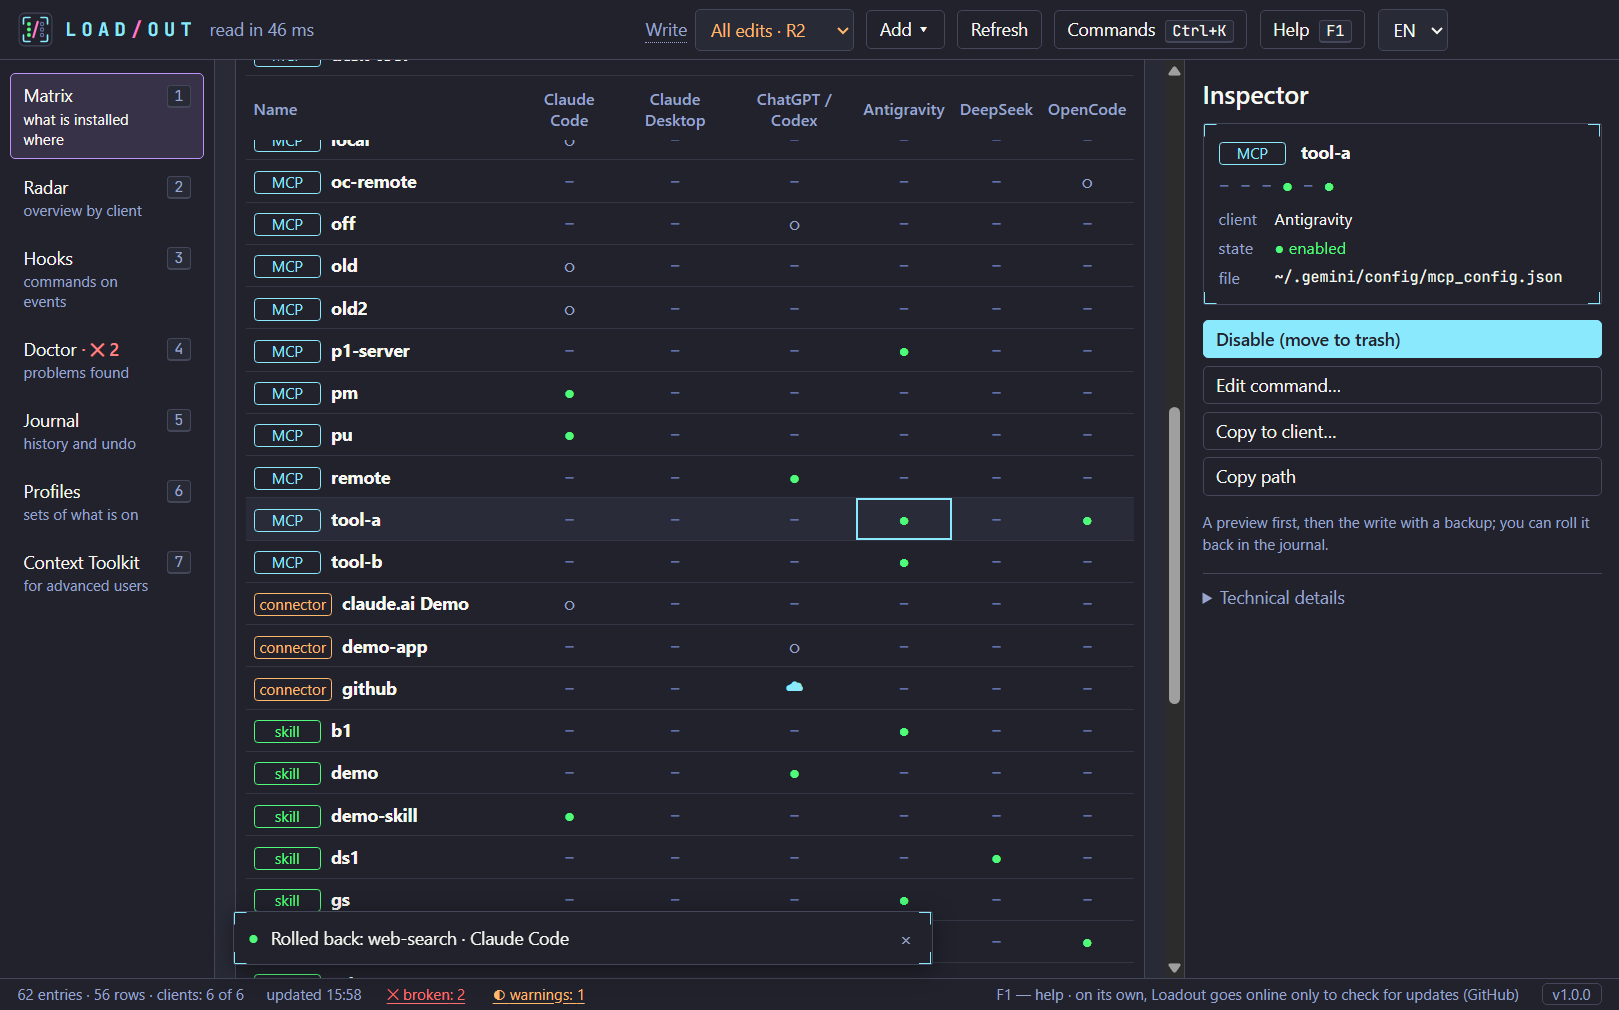 LOAD/OUT read in 46 ms Write All edits · R2 Add Refresh Commands Ctrl+K Help F1 EN
Matrix 1
what is installed
where
Radar 2
overview by client
Hooks 3
commands on
events
Doctor · ✕ 2 4
problems found
Journal 5
history and undo
Profiles 6
sets of what is on
Context Toolkit 7
for advanced users
Name Claude Code Claude Desktop ChatGPT / Codex Antigravity DeepSeek OpenCode
MCP local
MCP oc-remote
MCP off
MCP old
MCP old2
MCP p1-server
MCP pm
MCP pu
MCP remote
MCP tool-a
MCP tool-b
connector claude.ai Demo
connector demo-app
connector github
skill b1
skill demo
skill demo-skill
skill ds1
skill gs
Rolled back: web-search · Claude Code ×
Inspector
MCP tool-a
client Antigravity
state enabled
file ~/.gemini/config/mcp_config.json
Disable (move to trash)
Edit command...
Copy to client...
Copy path
A preview first, then the write with a backup; you can roll it
back in the journal.
Technical details
62 entries · 56 rows · clients: 6 of 6 updated 15:58 ✕ broken: 2 warnings: 1 F1 — help · on its own, Loadout goes online only to check for updates (GitHub) v1.0.0